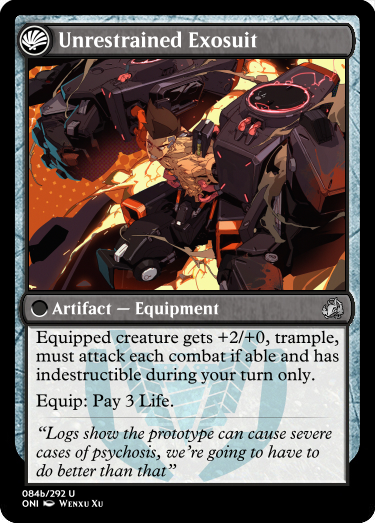 Unrestrained Exosuit
Artifact — Equipment
Equipped creature gets +2/+0, trample,
must attack each combat if able and has
indestructible during your turn only.
Equip: Pay 3 Life.
“Logs show the prototype can cause severe
cases of psychosis, we’re going to have to
do better than that”
084b/292 U
ONI Wenxu Xu